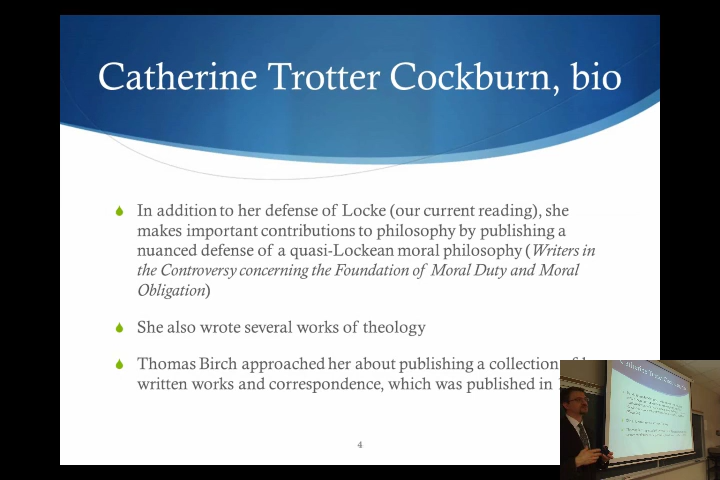 Catherine Trotter Cockburn, bio
In addition to her defense of Locke (our current reading), she
makes important contributions to philosophy by publishing a
nuanced defense of a quasi-Lockean moral philosophy (Writers in
the Controversy concerning the Foundation of Moral Duty and Moral
Obligation)
She also wrote several works of theology
Thomas Birch approached her about publishing a collection
written works and correspondence, which was published in
4